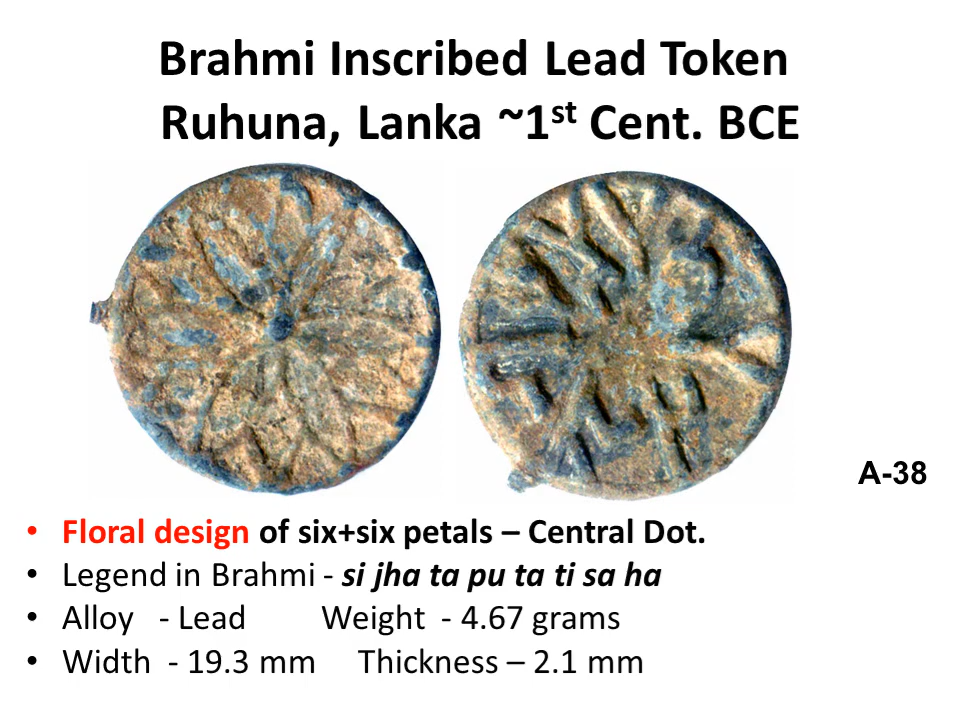 Brahmi Inscribed Lead Token
Ruhuna, Lanka ~1st Cent. BCE
A-38
• Floral design of six+six petals – Central Dot.
• Legend in Brahmi - si jha ta pu ta ti sa ha
• Alloy - Lead Weight - 4.67 grams
• Width - 19.3 mm Thickness – 2.1 mm